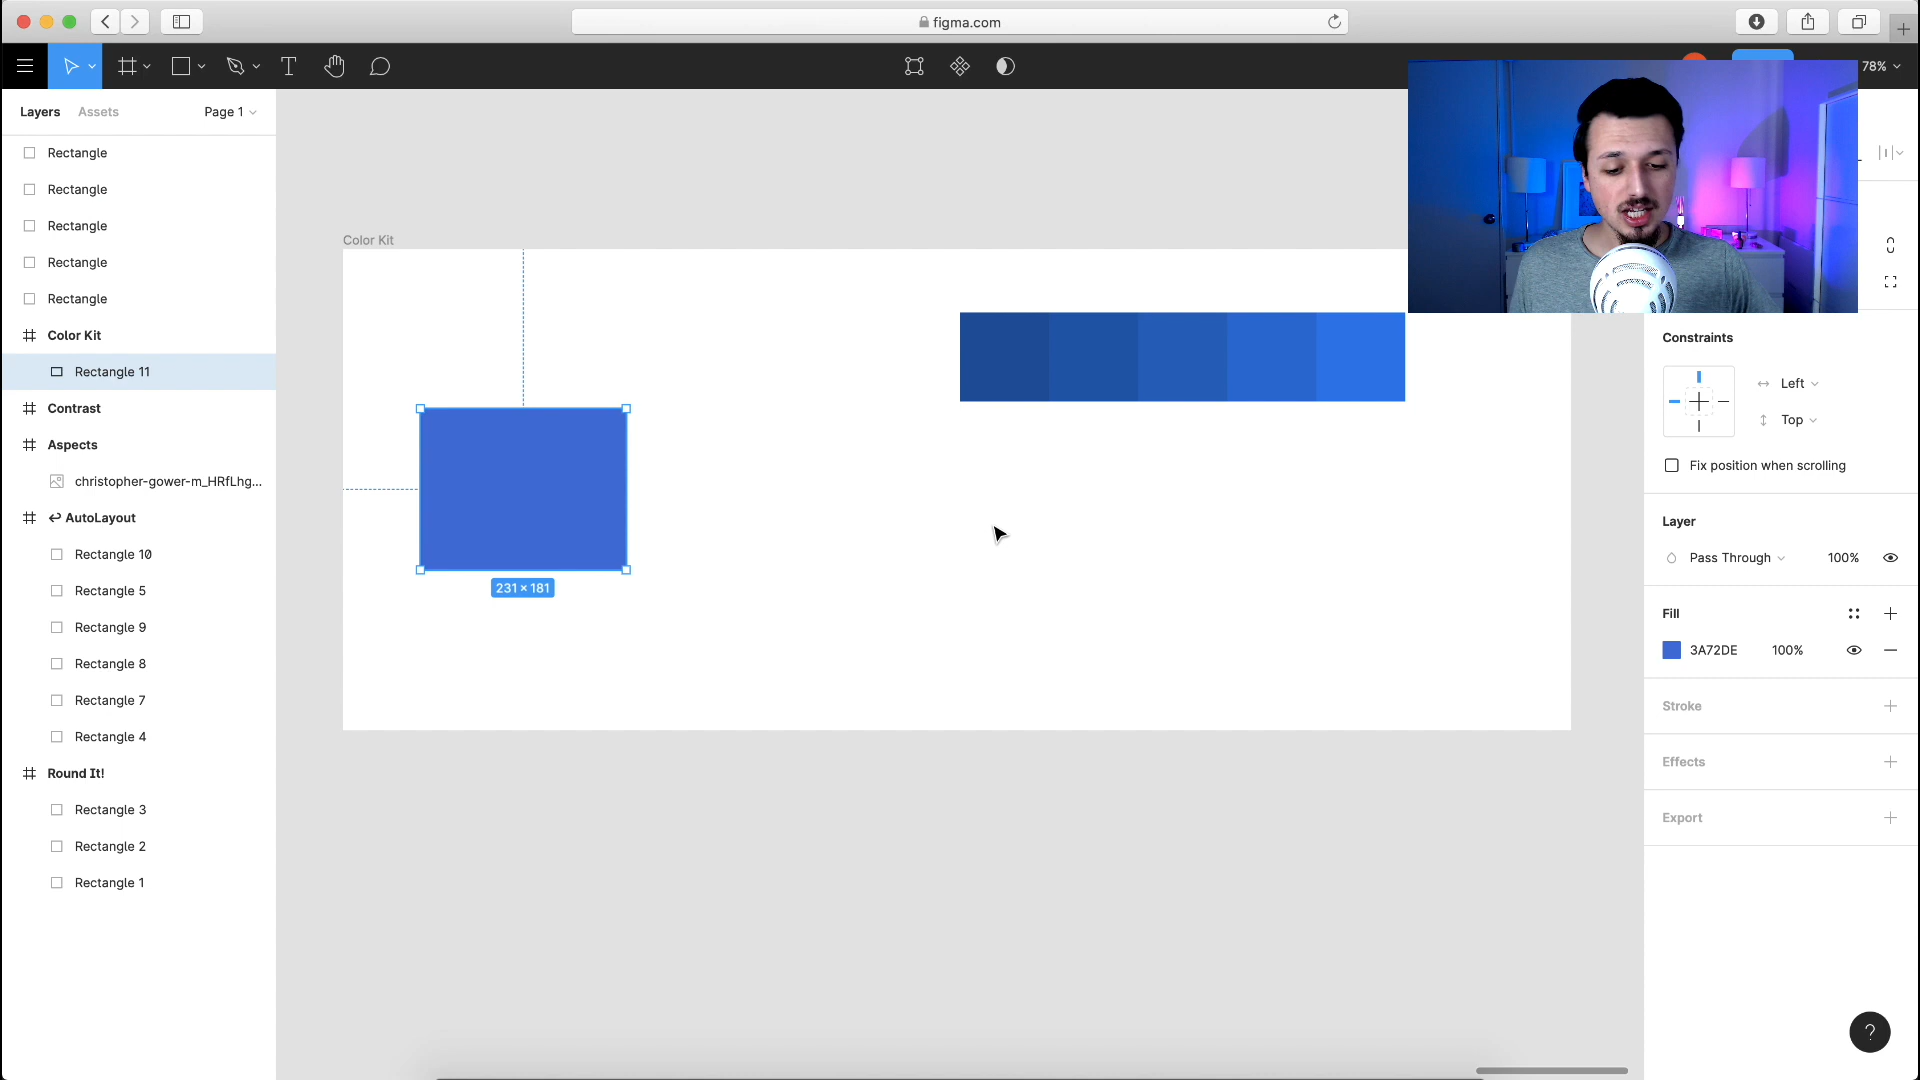 figma.com
78%
Layers
Assets
Page 1
Rectangle
Rectangle
Rectangle
Rectangle
Rectangle
Color Kit
Rectangle 11
Contrast
Aspects
christopher-gower-m_HRfLhg...
↩ AutoLayout
Rectangle 10
Rectangle 5
Rectangle 9
Rectangle 8
Rectangle 7
Rectangle 4
Round It!
Rectangle 3
Rectangle 2
Rectangle 1
Color Kit
231 × 181
Constraints
Left
Top
Fix position when scrolling
Layer
Pass Through
100%
Fill
3A72DE
100%
Stroke
Effects
Export
?